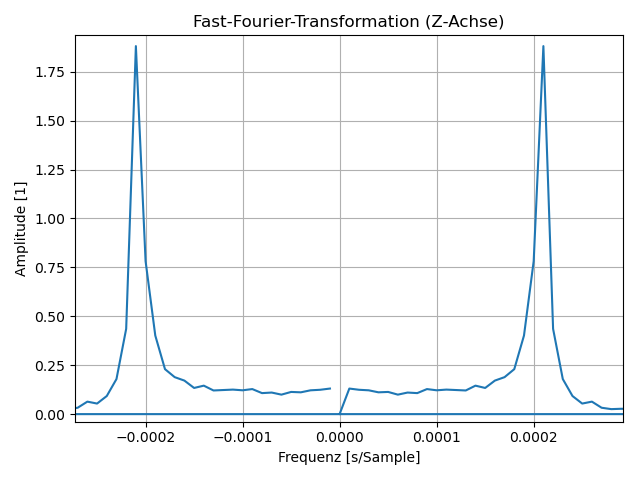 Fast-Fourier-Transformation (Z-Achse)
1.75
1.50
1.25
1.00
0.75
0.50
0.25
0.00
Amplitude [1]
−0.0002 −0.0001 0.0000 0.0001 0.0002
Frequenz [s/Sample]